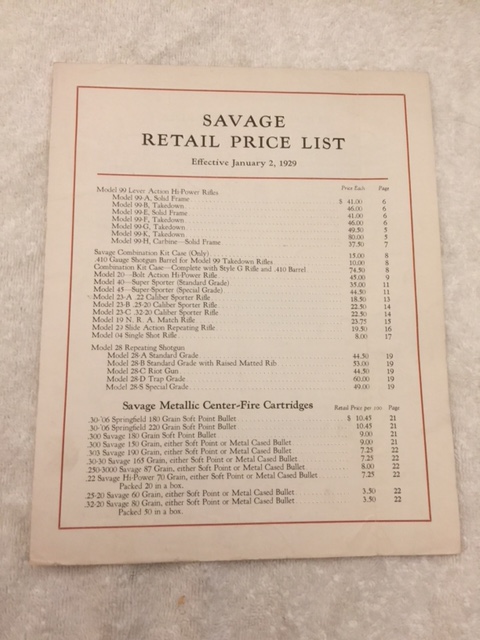 SAVAGE
RETAIL PRICE LIST
Effective January 2, 1929
Price Each Page
Model 99 Lever Action Hi-Power Rifles
Model 99-A, Solid Frame $ 41.00 6
Model 99-B, Takedown 46.00 6
Model 99-E, Solid Frame 41.00 6
Model 99-F, Takedown 46.00 6
Model 99-G, Takedown 49.50 5
Model 99-K, Takedown 80.00 5
Model 99-H, Carbine—Solid Frame 37.50 7
Savage Combination Kit Case (Only) 15.00 8
.410 Gauge Shotgun Barrel for Model 99 Takedown Rifles 10.00 8
Combination Kit Case—Complete with Style G Rifle and .410 Barrel 74.50 8
Model 20—Bolt Action Hi-Power Rifle 45.00 9
Model 40—Super Sporter (Standard Grade) 35.00 11
Model 45—Super-Sporter (Special Grade) 44.50 11
Model 23-A .22 Caliber Sporter Rifle 18.50 13
Model 23-B .25-20 Caliber Sporter Rifle 22.50 14
Model 23-C .32-20 Caliber Sporter Rifle 22.50 14
Model 19 N. R. A. Match Rifle 23.75 15
Model 29 Slide Action Repeating Rifle 19.50 16
Model 04 Single Shot Rifle 8.00 17
Model 28 Repeating Shotgun
Model 28-A Standard Grade 44.50 19
Model 28-B Standard Grade with Raised Matted Rib 53.00 19
Model 28-C Riot Gun 44.50 19
Model 28-D Trap Grade 60.00 19
Model 28-S Special Grade 49.00 19
Savage Metallic Center-Fire Cartridges Retail Price per 100 Page
.30-'06 Springfield 180 Grain Soft Point Bullet $ 10.45 21
.30-'06 Springfield 220 Grain Soft Point Bullet 10.45 21
.300 Savage 180 Grain Soft Point Bullet 9.00 21
.300 Savage 150 Grain, either Soft Point or Metal Cased Bullet 9.00 21
.303 Savage 190 Grain, either Soft Point or Metal Cased Bullet 7.25 22
.30-30 Savage 165 Grain, either Soft Point or Metal Cased Bullet 7.25 22
.250-3000 Savage 87 Grain, either Soft Point or Metal Cased Bullet 8.00 22
.22 Savage Hi-Power 70 Grain, either Soft Point or Metal Cased Bullet 7.25 22
Packed 20 in a box.
.25-20 Savage 60 Grain, either Soft Point or Metal Cased Bullet 3.50 22
.32-20 Savage 80 Grain, either Soft Point or Metal Cased Bullet 3.50 22
Packed 50 in a box.